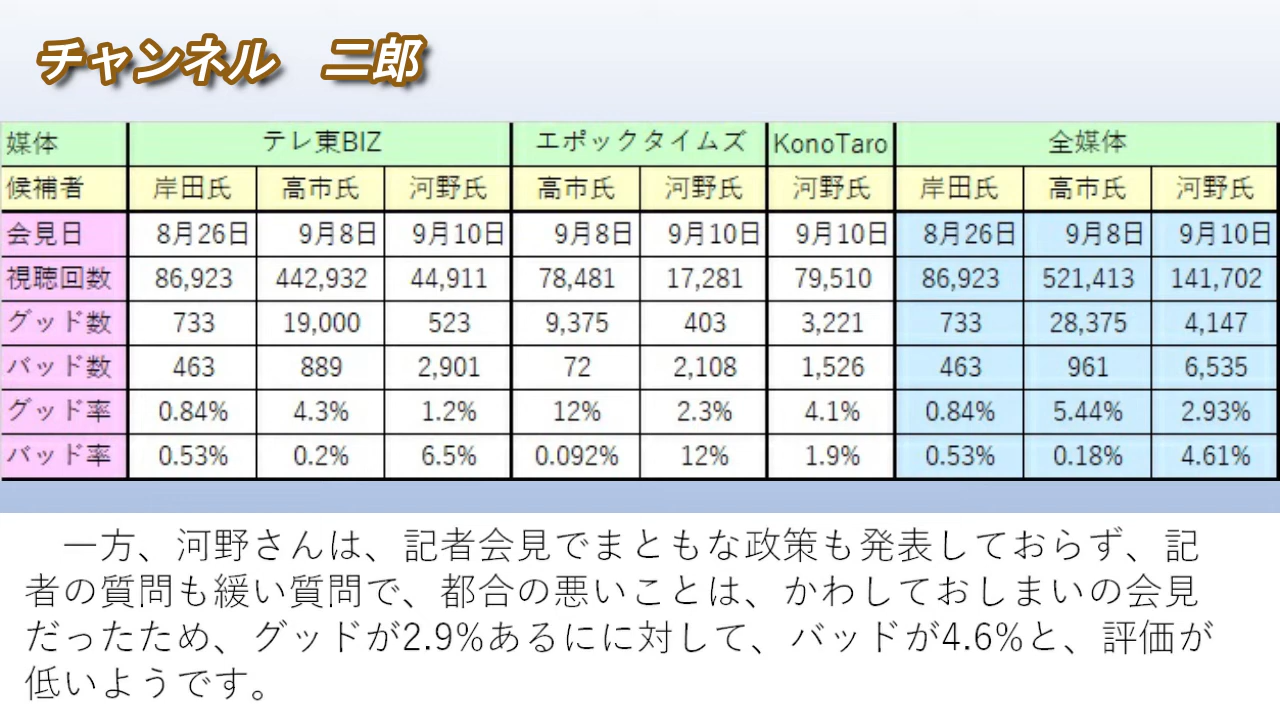 チャンネル　二郎
媒体 テレ東BIZ エポックタイムズ KonoTaro 全媒体
候補者 岸田氏 高市氏 河野氏 高市氏 河野氏 河野氏 岸田氏 高市氏 河野氏
会見日 8月26日 9月8日 9月10日 9月8日 9月10日 9月10日 8月26日 9月8日 9月10日
視聴回数 86,923 442,932 44,911 78,481 17,281 79,510 86,923 521,413 141,702
グッド数 733 19,000 523 9,375 403 3,221 733 28,375 4,147
バッド数 463 889 2,901 72 2,108 1,526 463 961 6,535
グッド率 0.84% 4.3% 1.2% 12% 2.3% 4.1% 0.84% 5.44% 2.93%
バッド率 0.53% 0.2% 6.5% 0.092% 12% 1.9% 0.53% 0.18% 4.61%
　一方、河野さんは、記者会見でまともな政策も発表しておらず、記
者の質問も緩い質問で、都合の悪いことは、かわしておしまいの会見
だったため、グッドが2.9%あるにに対して、バッドが4.6%と、評価が
低いようです。